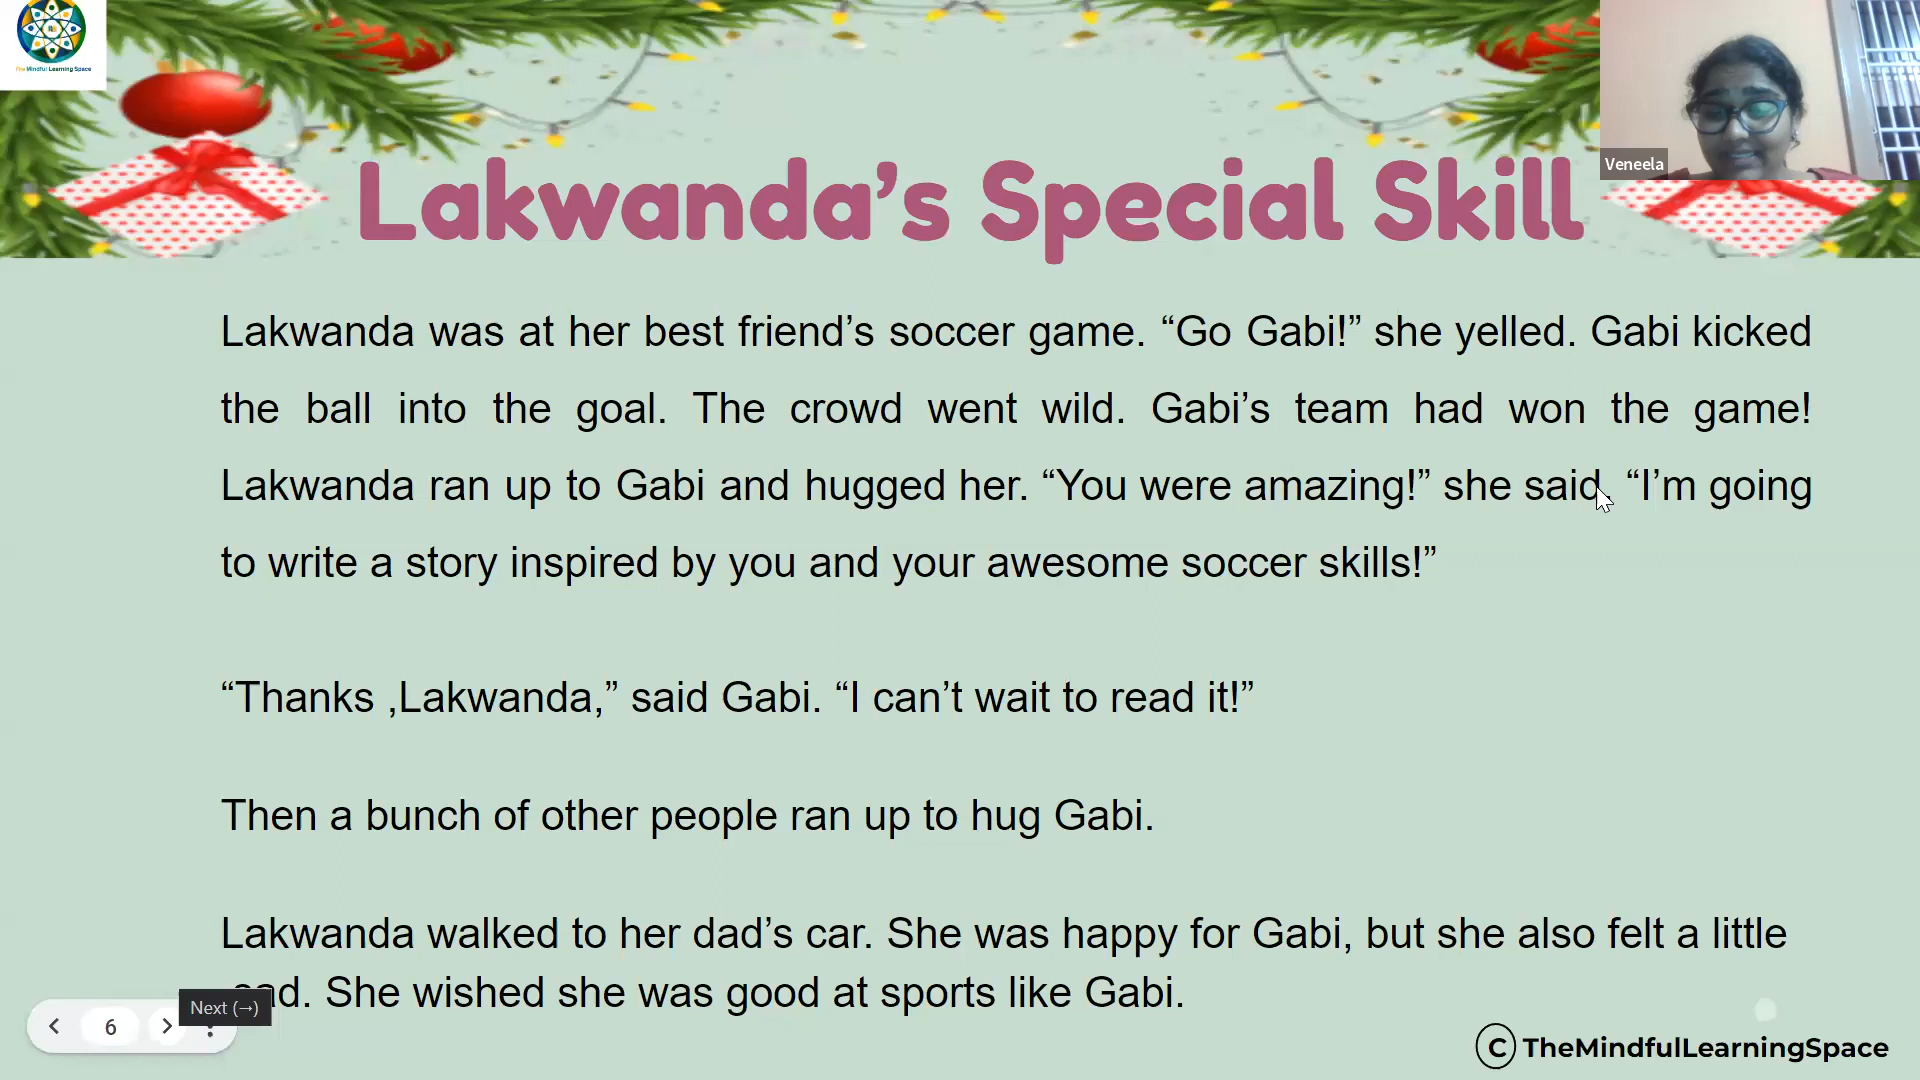 The Mindful Learning Space
Veneela
Lakwanda’s Special Skill
Lakwanda was at her best friend’s soccer game. “Go Gabi!” she yelled. Gabi kicked
the ball into the goal. The crowd went wild. Gabi’s team had won the game!
Lakwanda ran up to Gabi and hugged her. “You were amazing!” she said. “I’m going
to write a story inspired by you and your awesome soccer skills!”
“Thanks ,Lakwanda,” said Gabi. “I can’t wait to read it!”
Then a bunch of other people ran up to hug Gabi.
Lakwanda walked to her dad’s car. She was happy for Gabi, but she also felt a little
sad. She wished she was good at sports like Gabi.
Next (→)
6
© TheMindfulLearningSpace